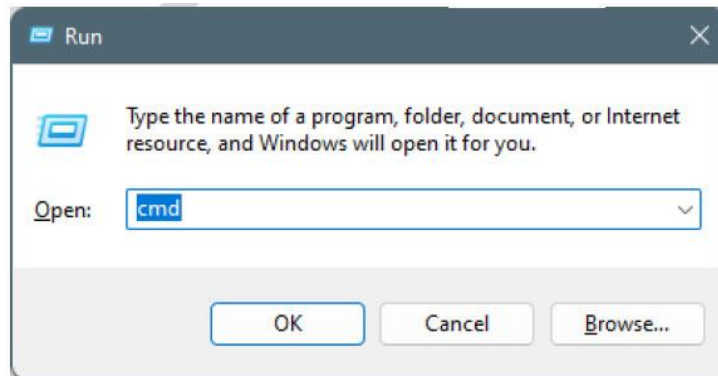 Run
Type the name of a program, folder, document, or Internet
resource, and Windows will open it for you.
Open: cmd
OK Cancel Browse...